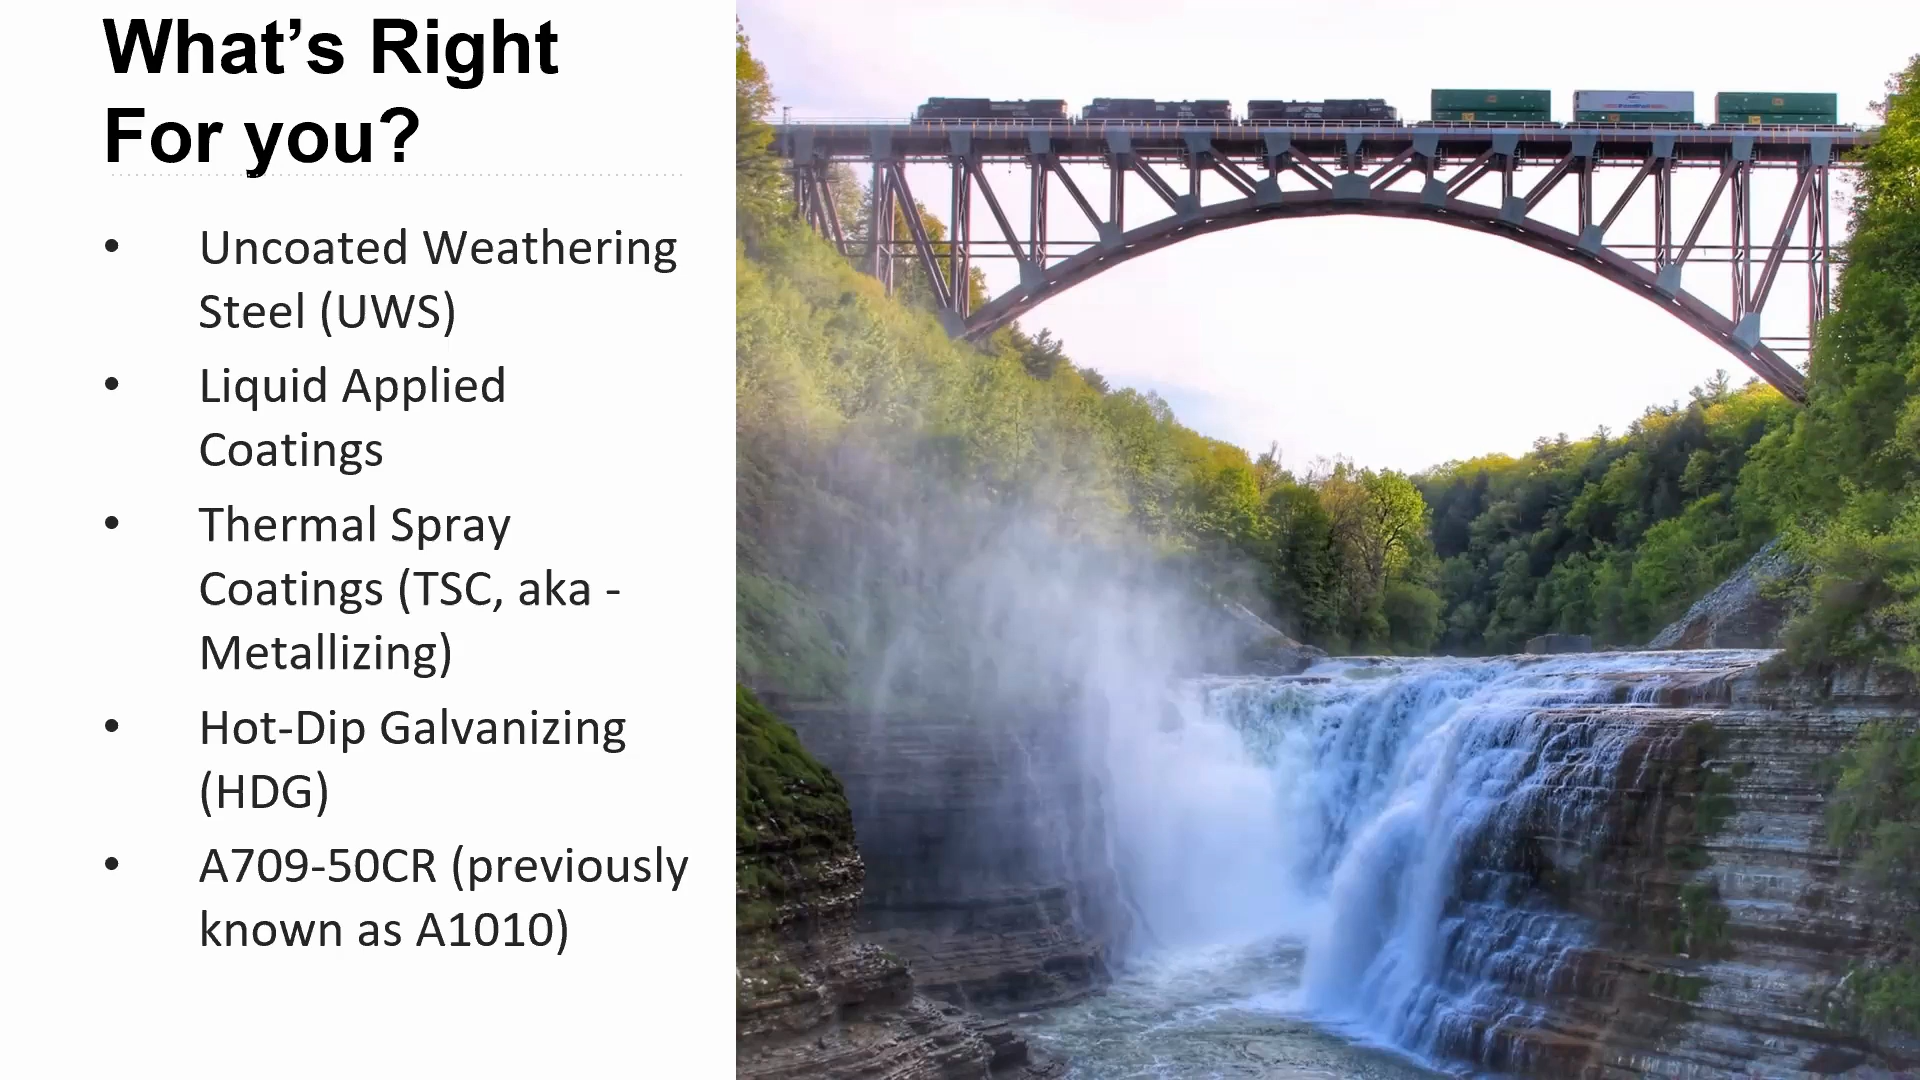 What’s Right
For you?
• Uncoated Weathering
Steel (UWS)
• Liquid Applied
Coatings
• Thermal Spray
Coatings (TSC, aka -
Metallizing)
• Hot-Dip Galvanizing
(HDG)
• A709-50CR (previously
known as A1010)